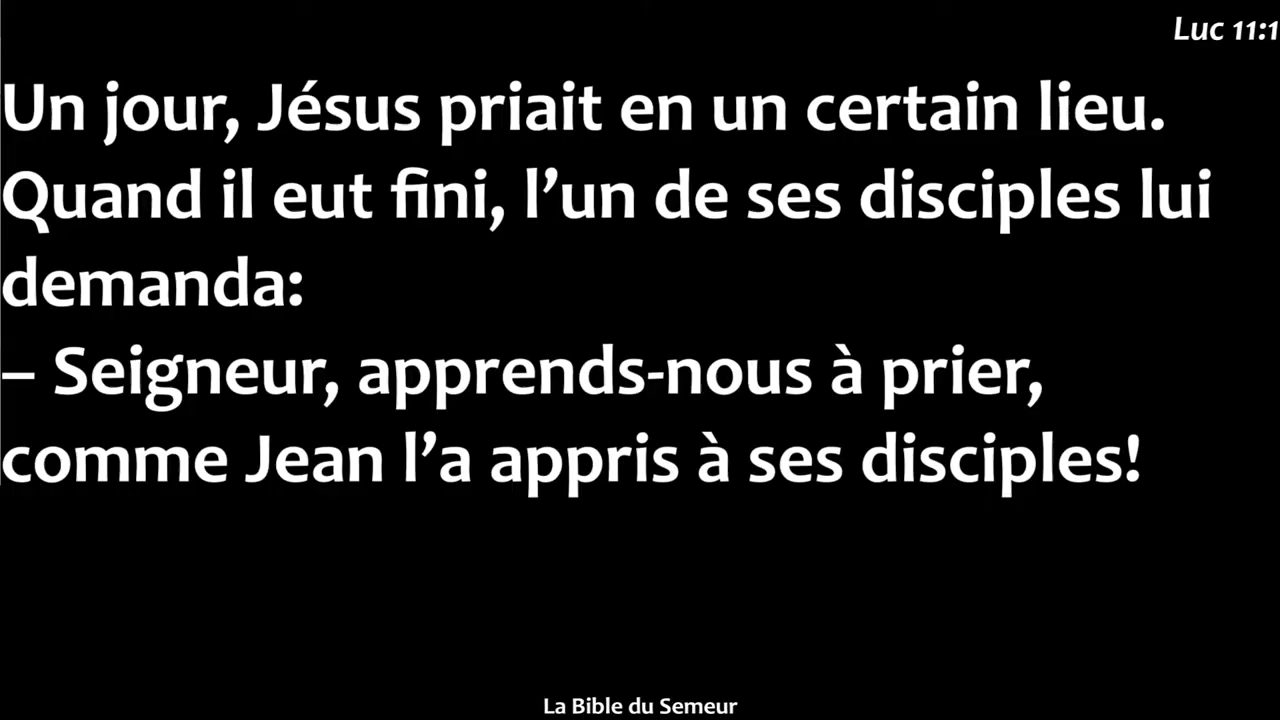 Luc 11:1
Un jour, Jésus priait en un certain lieu.
Quand il eut fini, l’un de ses disciples lui
demanda:
– Seigneur, apprends-nous à prier,
comme Jean l’a appris à ses disciples!
La Bible du Semeur